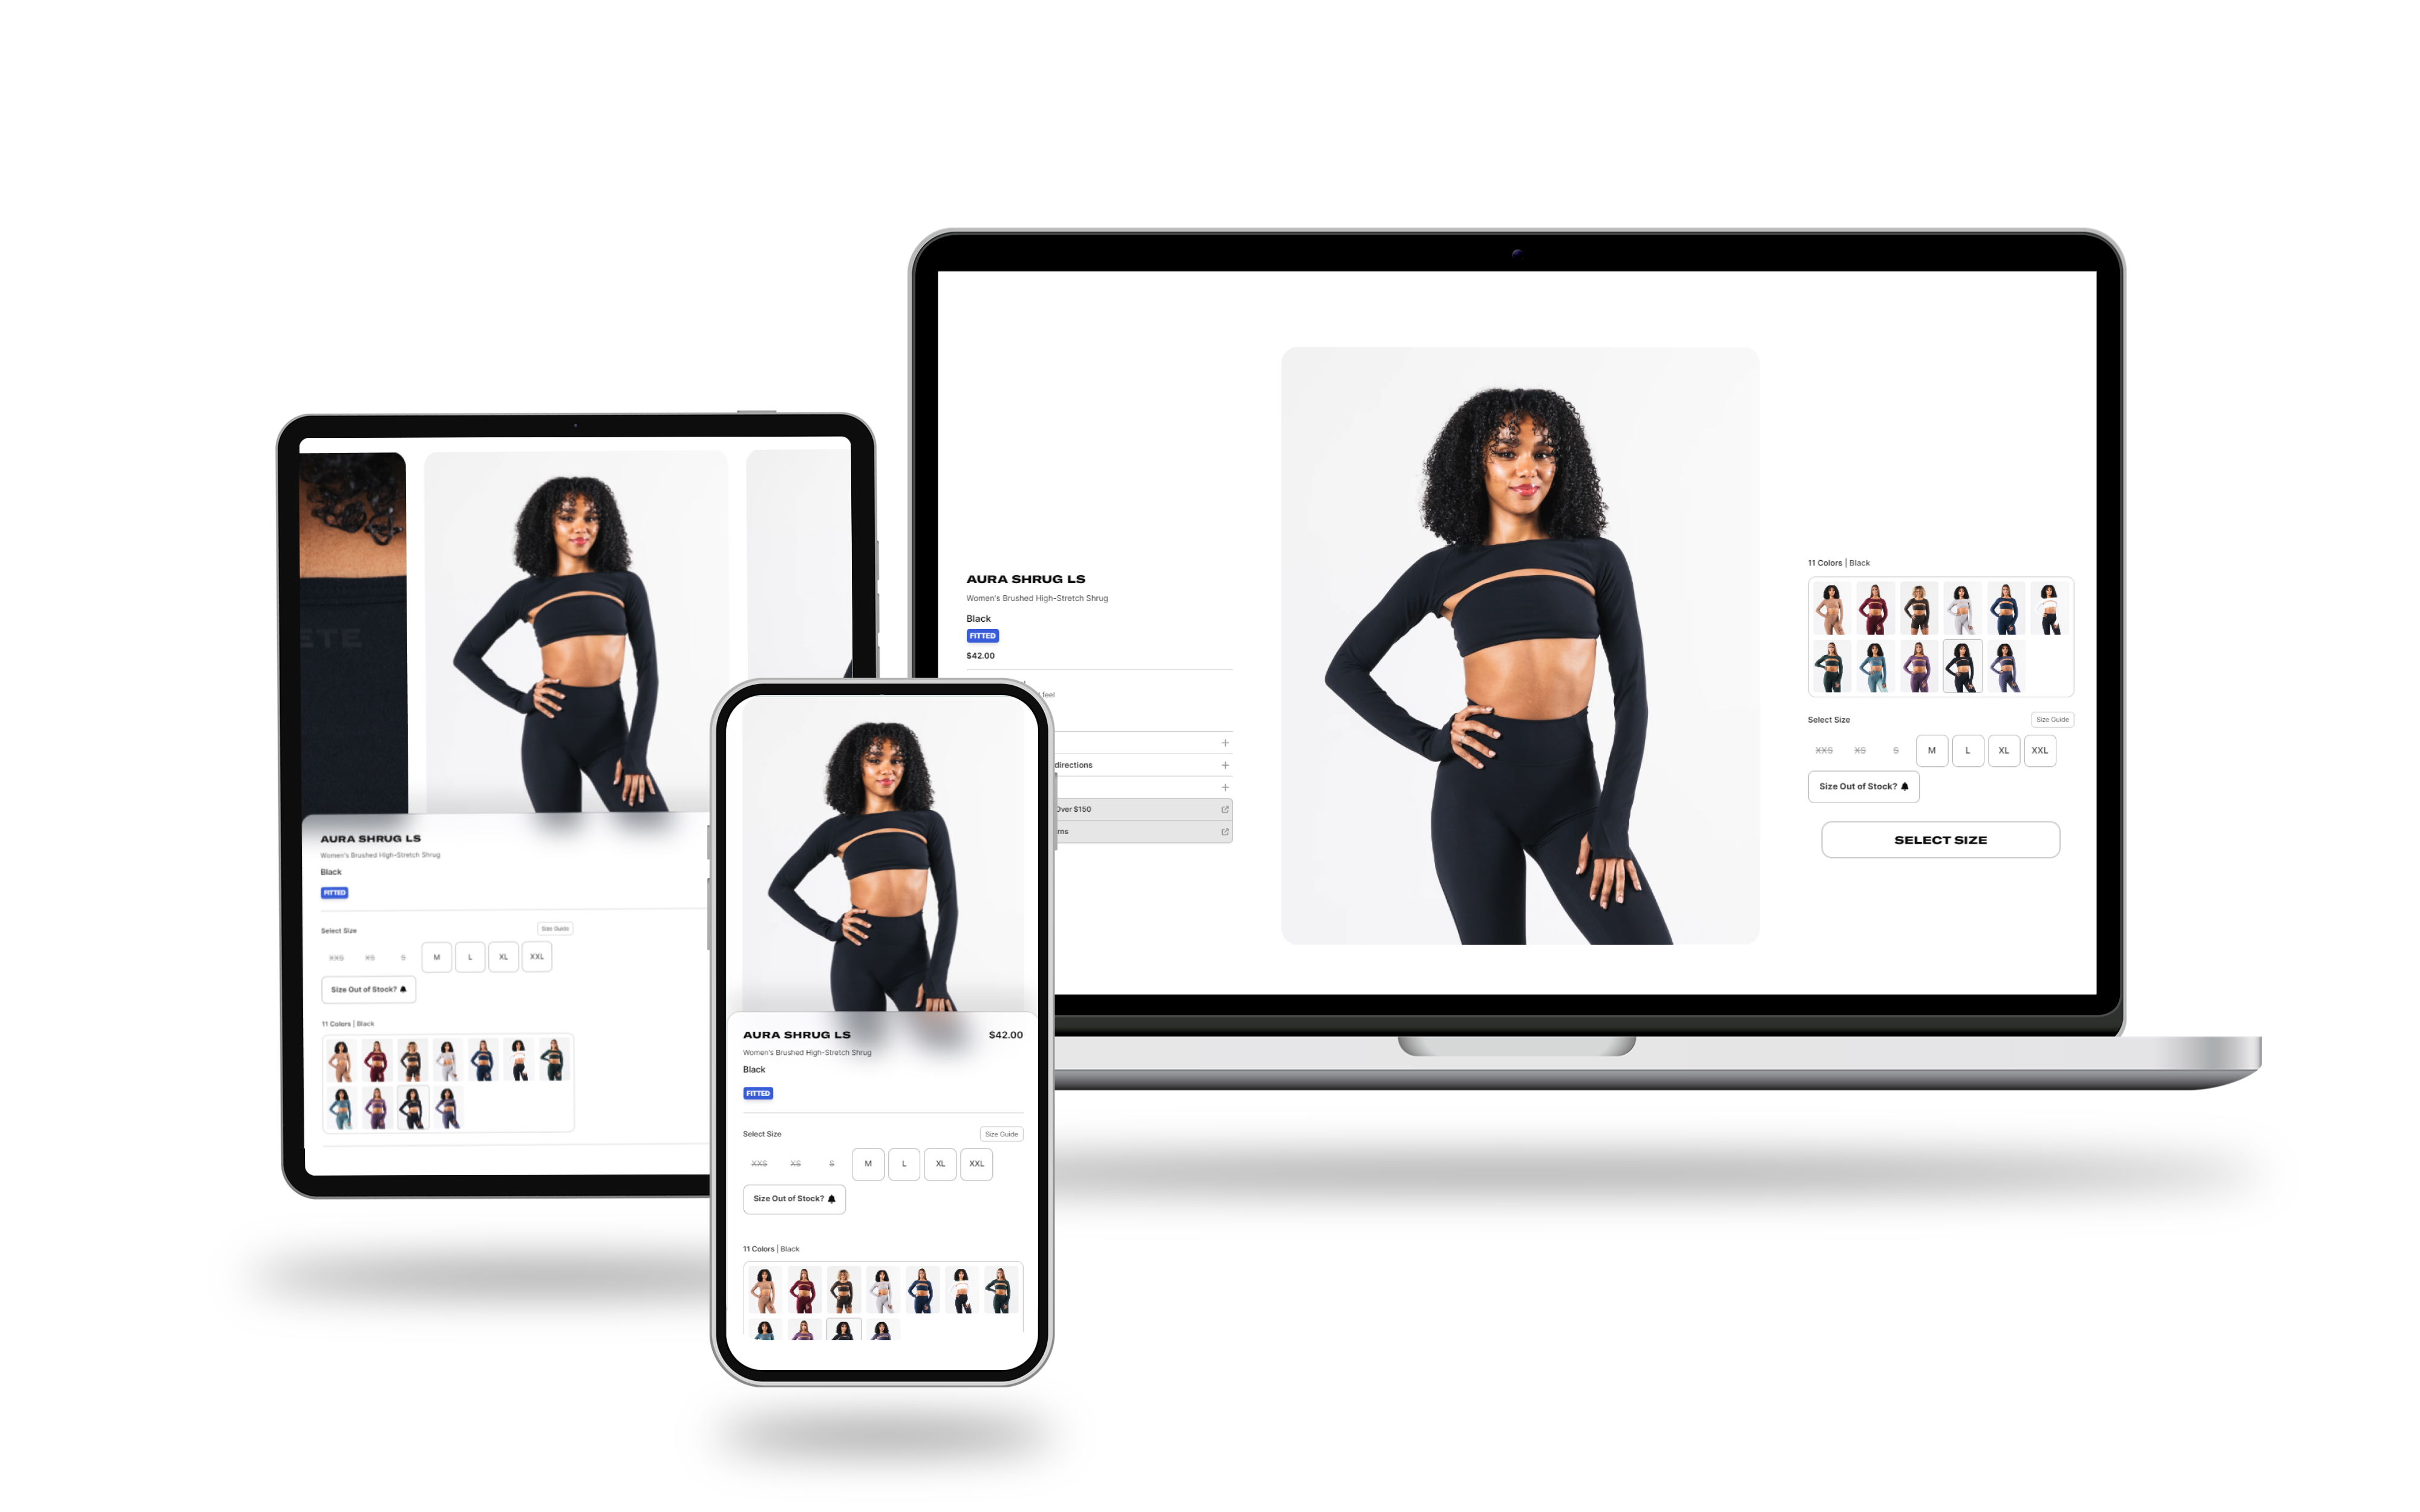 ETE
AURA SHRUG LS
Women's Brushed High-Stretch Shrug
Black
FITTED
Select Size
Size Guide
XXS XS S M L XL XXL
Size Out of Stock?
11 Colors | Black
AURA SHRUG LS
$42.00
Women's Brushed High-Stretch Shrug
Black
FITTED
Select Size
Size Guide
XXS XS S M L XL XXL
Size Out of Stock?
11 Colors | Black
AURA SHRUG LS
Women's Brushed High-Stretch Shrug
Black
FITTED
$42.00
feel
directions
Over $150
rns
11 Colors | Black
Select Size
Size Guide
XXS XS S M L XL XXL
Size Out of Stock?
SELECT SIZE